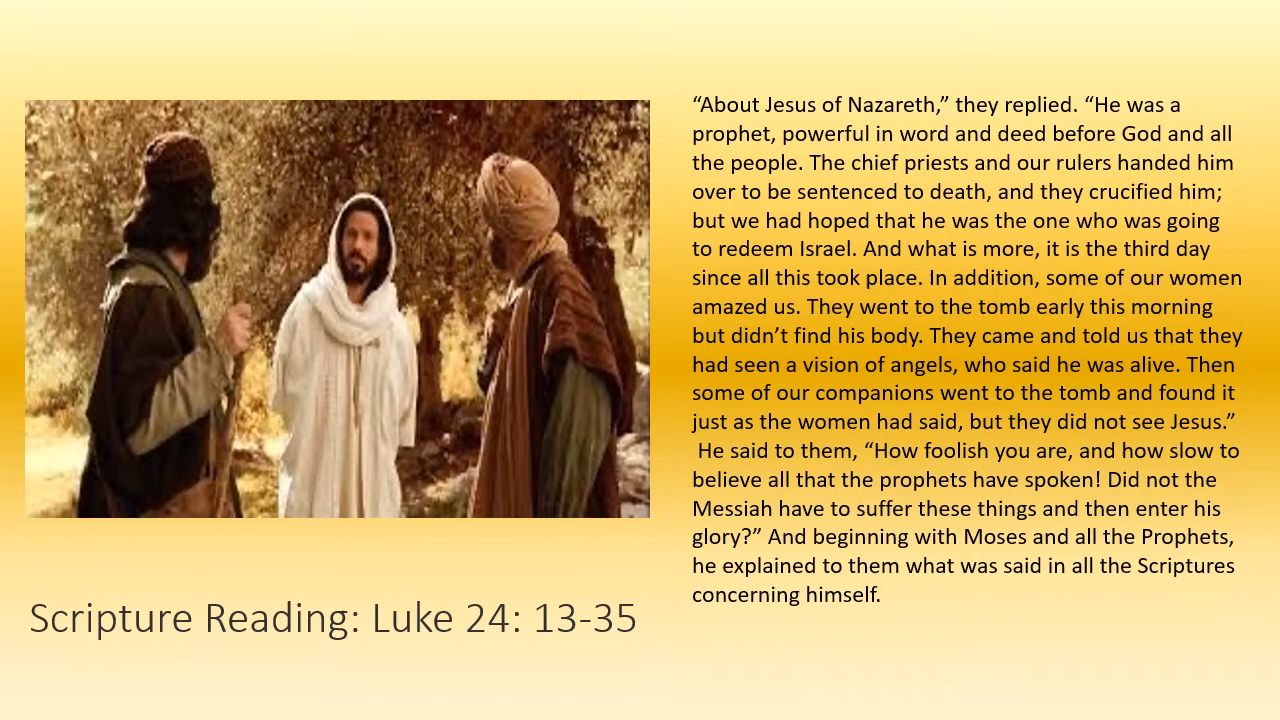 “About Jesus of Nazareth,” they replied. “He was a
prophet, powerful in word and deed before God and all
the people. The chief priests and our rulers handed him
over to be sentenced to death, and they crucified him;
but we had hoped that he was the one who was going
to redeem Israel. And what is more, it is the third day
since all this took place. In addition, some of our women
amazed us. They went to the tomb early this morning
but didn’t find his body. They came and told us that they
had seen a vision of angels, who said he was alive. Then
some of our companions went to the tomb and found it
just as the women had said, but they did not see Jesus.”
He said to them, “How foolish you are, and how slow to
believe all that the prophets have spoken! Did not the
Messiah have to suffer these things and then enter his
glory?” And beginning with Moses and all the Prophets,
he explained to them what was said in all the Scriptures
concerning himself.
Scripture Reading: Luke 24: 13-35